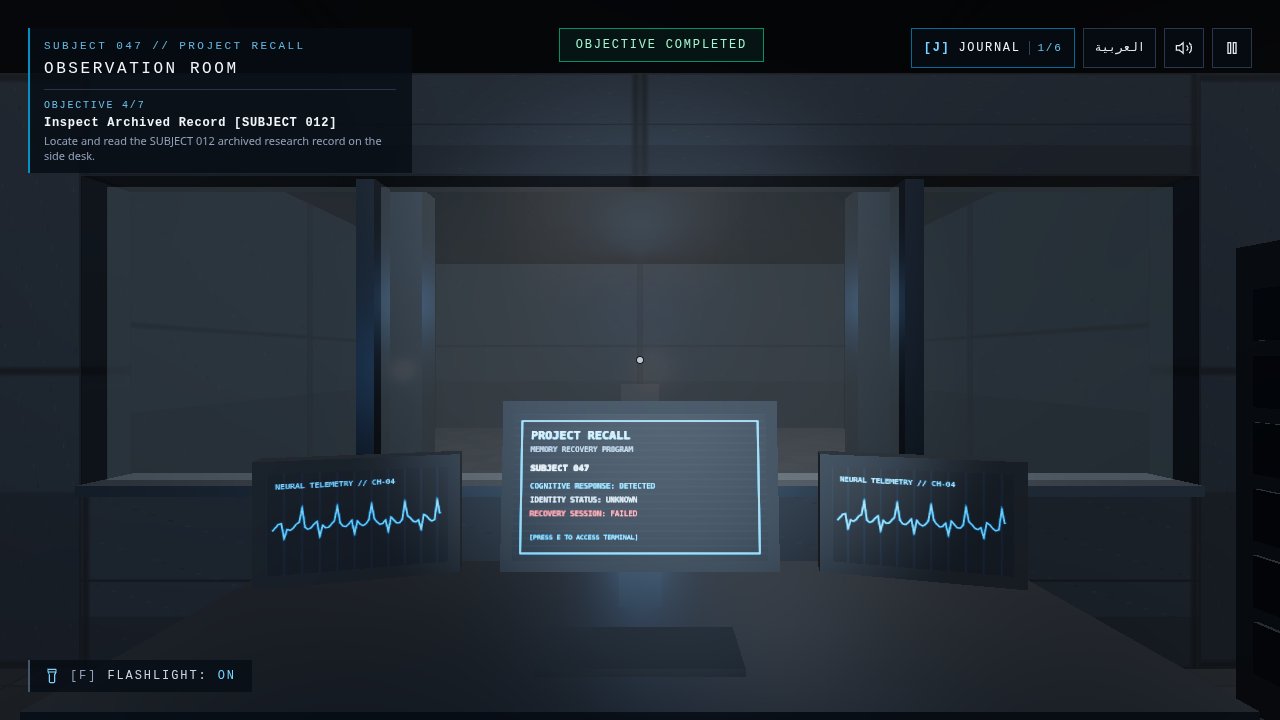 SUBJECT 047 // PROJECT RECALL
OBSERVATION ROOM
OBJECTIVE 4/7
Inspect Archived Record [SUBJECT 012]
Locate and read the SUBJECT 012 archived research record on the
side desk.
OBJECTIVE COMPLETED
[J] JOURNAL 1/6
العربية
PROJECT RECALL
MEMORY RECOVERY PROGRAM
SUBJECT 047
COGNITIVE RESPONSE: DETECTED
IDENTITY STATUS: UNKNOWN
RECOVERY SESSION: FAILED
[PRESS E TO ACCESS TERMINAL]
NEURAL TELEMETRY // CH-04
NEURAL TELEMETRY // CH-04
[F] FLASHLIGHT: ON